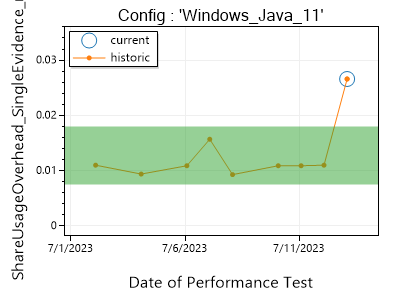 Config : 'Windows_Java_11'
ShareUsageOverhead_SingleEvidence_
current
historic
0.03
0.02
0.01
0
7/1/2023
7/6/2023
7/11/2023
Date of Performance Test